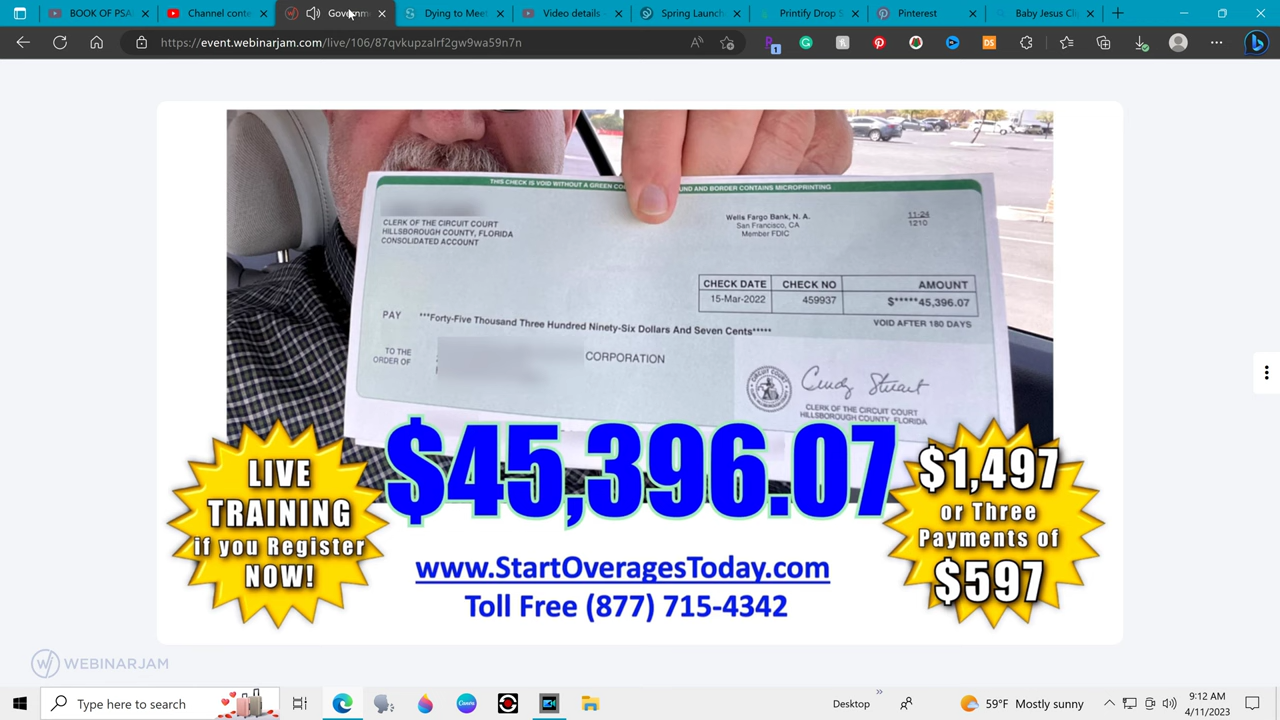 BOOK OF PSA
Channel conte
Governm
Dying to Meet
Video details -
Spring Launch
Printify Drop S
Pinterest
Baby Jesus Cl
https://event.webinarjam.com/live/106/87qvkupzalrf2gw9wa59n7n
THIS CHECK IS VOID WITHOUT A GREEN CO UND AND BORDER CONTAINS MICROPRINTING
CLERK OF THE CIRCUIT COURT
HILLSBOROUGH COUNTY, FLORIDA
CONSOLIDATED ACCOUNT
Wells Fargo Bank, N. A.
San Francisco, CA
Member FDIC
11-24
1210
CHECK DATE CHECK NO AMOUNT
15-Mar-2022 459937 $*****45,396.07
VOID AFTER 180 DAYS
PAY ***Forty-Five Thousand Three Hundred Ninety-Six Dollars And Seven Cents*****
TO THE
ORDER OF
CORPORATION
CIRCUIT COURT
Cindy Stuart
CLERK OF THE CIRCUIT COURT
HILLSBOROUGH COUNTY, FLORIDA
$45,396.07
LIVE
TRAINING
if you Register
NOW!
$1,497
or Three
Payments of
$597
www.StartOveragesToday.com
Toll Free (877) 715-4342
WEBINARJAM
Type here to search
Canva
Desktop
59°F Mostly sunny
9:12 AM
4/11/2023